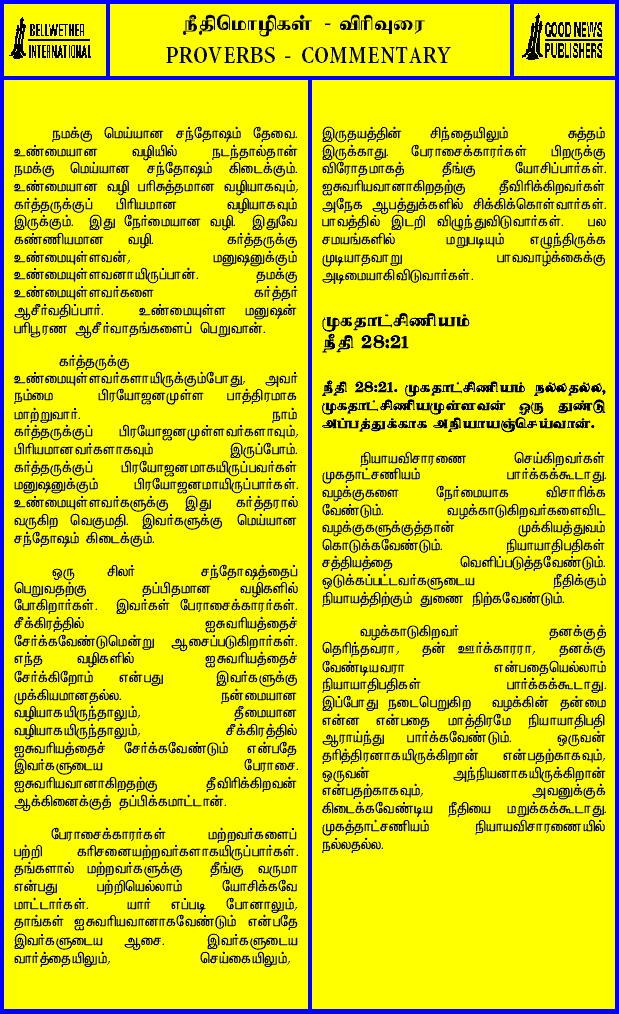 BELLWETHER
INTERNATIONAL
நீதிமொழிகள் - விரிவுரை
PROVERBS - COMMENTARY
GOOD NEWS
PUBLISHERS
நமக்கு மெய்யான சந்தோஷம் தேவை.
உண்மையான வழியில் நடந்தால்தான்
நமக்கு மெய்யான சந்தோஷம் கிடைக்கும்.
உண்மையான வழி பரிசுத்தமான வழியாகவும்,
கர்த்தருக்குப் பிரியமான வழியாகவும்
இருக்கும். இது நேர்மையான வழி. இதுவே
கண்ணியமான வழி. கர்த்தருக்கு
உண்மையுள்ளவன், மனுஷனுக்கும்
உண்மையுள்ளவனாயிருப்பான். தமக்கு
உண்மையுள்ளவர்களை கர்த்தர்
ஆசீர்வதிப்பார். உண்மையுள்ள மனுஷன்
பரிபூரண ஆசீர்வாதங்களைப் பெறுவான்.
கர்த்தருக்கு
உண்மையுள்ளவர்களாயிருக்கும்போது, அவர்
நம்மை பிரயோஜனமுள்ள பாத்திரமாக
மாற்றுவார். நாம்
கர்த்தருக்குப் பிரயோஜனமுள்ளவர்களாவும்,
பிரியமானவர்களாகவும் இருப்போம்.
கர்த்தருக்குப் பிரயோஜனமாகயிருப்பவர்கள்
மனுஷனுக்கும் பிரயோஜனமாயிருப்பார்கள்.
உண்மையுள்ளவர்களுக்கு இது கர்த்தரால்
வருகிற வெகுமதி. இவர்களுக்கு மெய்யான
சந்தோஷம் கிடைக்கும்.
ஒரு சிலர் சந்தோஷத்தைப்
பெறுவதற்கு தப்பிதமான வழிகளில்
போகிறார்கள். இவர்கள் பேராசைக்காரர்கள்.
சீக்கிரத்தில் ஐசுவரியத்தைச்
சேர்க்கவேண்டுமென்று ஆசைப்படுகிறார்கள்.
எந்த வழிகளில் ஐசுவரியத்தைச்
சேர்க்கிறோம் என்பது இவர்களுக்கு
முக்கியமானதல்ல. நன்மையான
வழியாகயிருந்தாலும், தீமையான
வழியாகயிருந்தாலும், சீக்கிரத்தில்
ஐசுவரியத்தைச் சேர்க்கவேண்டும் என்பதே
இவர்களுடைய பேராசை.
ஐசுவரியவானாகிறதற்கு தீவிரிக்கிறவன்
ஆக்கினைக்குத் தப்பிக்கமாட்டான்.
பேராசைக்காரர்கள் மற்றவர்களைப்
பற்றி கரிசனையற்றவர்களாகயிருப்பார்கள்.
தங்களால் மற்றவர்களுக்கு தீங்கு வருமா
என்பது பற்றியெல்லாம் யோசிக்கவே
மாட்டார்கள். யார் எப்படி போனாலும்,
தாங்கள் ஐசுவரியவானாகவேண்டும் என்பதே
இவர்களுடைய ஆசை. இவர்களுடைய
வார்த்தையிலும், செய்கையிலும்,
இருதயத்தின் சிந்தையிலும் சுத்தம்
இருக்காது. பேராசைக்காரர்கள் பிறருக்கு
விரோதமாகத் தீங்கு யோசிப்பார்கள்.
ஐசுவரியவானாகிறதற்கு தீவிரிக்கிறவர்கள்
அநேக ஆபத்துக்களில் சிக்கிக்கொள்வார்கள்.
பாவத்தில் இடறி விழுந்துவிடுவார்கள். பல
சமயங்களில் மறுபடியும் எழுந்திருக்க
முடியாதவாறு பாவவாழ்க்கைக்கு
அடிமையாகிவிடுவார்கள்.
முகதாட்சிணியம்
நீதி 28:21
நீதி 28:21. முகதாட்சிணியம் நல்லதல்ல,
முகதாட்சிணியமுள்ளவன் ஒரு துண்டு
அப்பத்துக்காக அநியாயஞ்செய்வான்.
நியாயவிசாரணை செய்கிறவர்கள்
முகதாட்சணியம் பார்க்கக்கூடாது.
வழக்குகளை நேர்மையாக விசாரிக்க
வேண்டும். வழக்காடுகிறவர்களைவிட
வழக்குகளுக்குத்தான் முக்கியத்துவம்
கொடுக்கவேண்டும். நியாயாதிபதிகள்
சத்தியத்தை வெளிப்படுத்தவேண்டும்.
ஒடுக்கப்பட்டவர்களுடைய நீதிக்கும்
நியாயத்திற்கும் துணை நிற்கவேண்டும்.
வழக்காடுகிறவர் தனக்குத்
தெரிந்தவரா, தன் ஊர்க்காரரா, தனக்கு
வேண்டியவரா என்பதையெல்லாம்
நியாயாதிபதிகள் பார்க்கக்கூடாது.
இப்போது நடைபெறுகிற வழக்கின் தன்மை
என்ன என்பதை மாத்திரமே நியாயாதிபதி
ஆராய்ந்து பார்க்கவேண்டும். ஒருவன்
தரித்திரனாகயிருக்கிறான் என்பதற்காகவும்,
ஒருவன் அந்நியனாகயிருக்கிறான்
என்பதற்காகவும், அவனுக்குக்
கிடைக்கவேண்டிய நீதியை மறுக்கக்கூடாது.
முகத்தாட்சணியம் நியாயவிசாரணையில்
நல்லதல்ல.